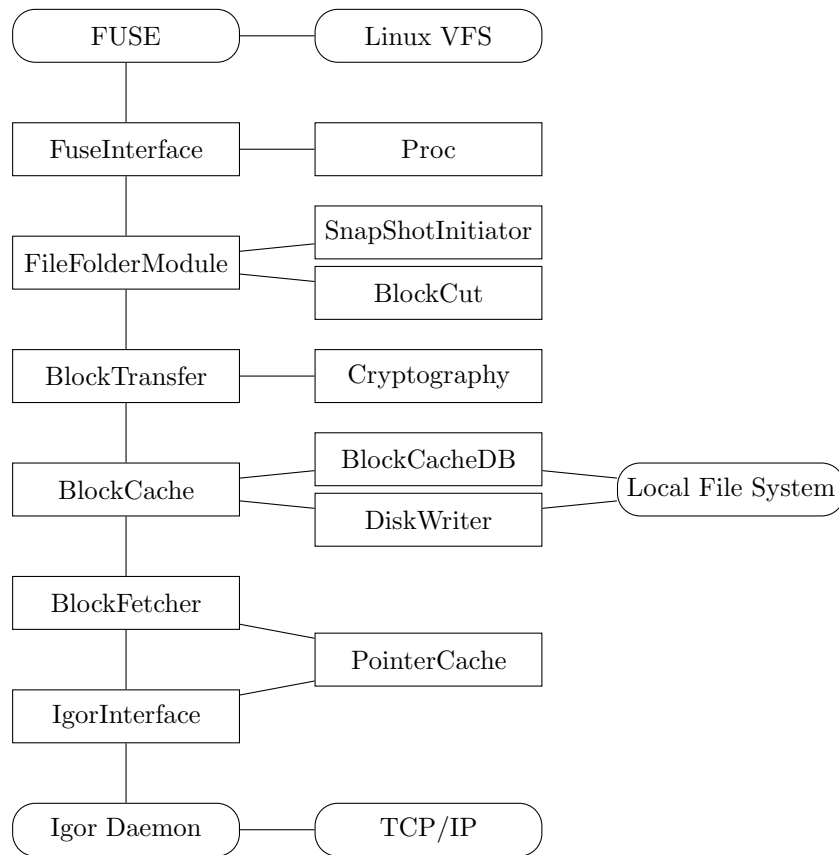 FUSE
Linux VFS
FuseInterface
Proc
SnapShotInitiator
FileFolderModule
BlockCut
BlockTransfer
Cryptography
BlockCacheDB
BlockCache
Local File System
DiskWriter
BlockFetcher
PointerCache
IgorInterface
Igor Daemon
TCP/IP